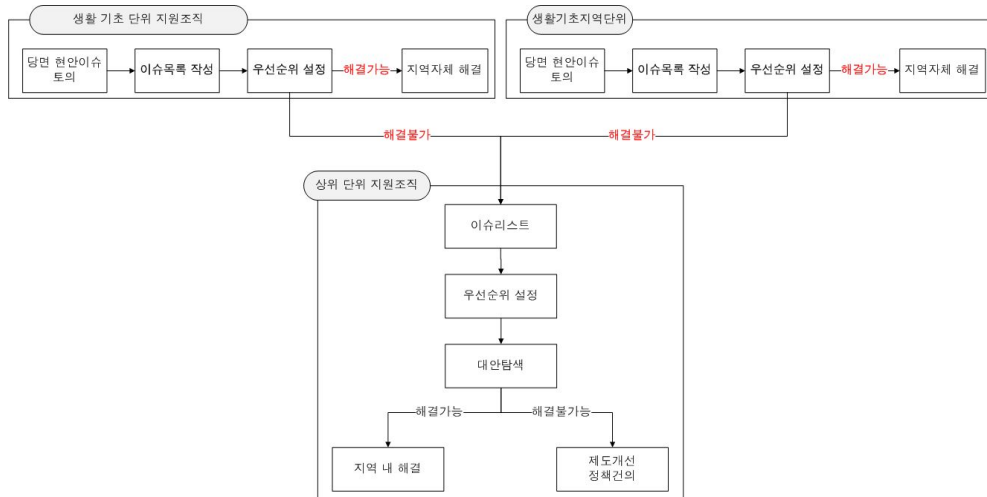 생활 기초 단위 지원조직
당면 현안이슈
토의
이슈목록 작성
우선순위 설정
해결가능
지역자체 해결
생활기초지역단위
당면 현안이슈
토의
이슈목록 작성
우선순위 설정
해결가능
지역자체 해결
해결불가
해결불가
상위 단위 지원조직
이슈리스트
우선순위 설정
대안탐색
해결가능
해결불가능
지역 내 해결
제도개선
정책건의